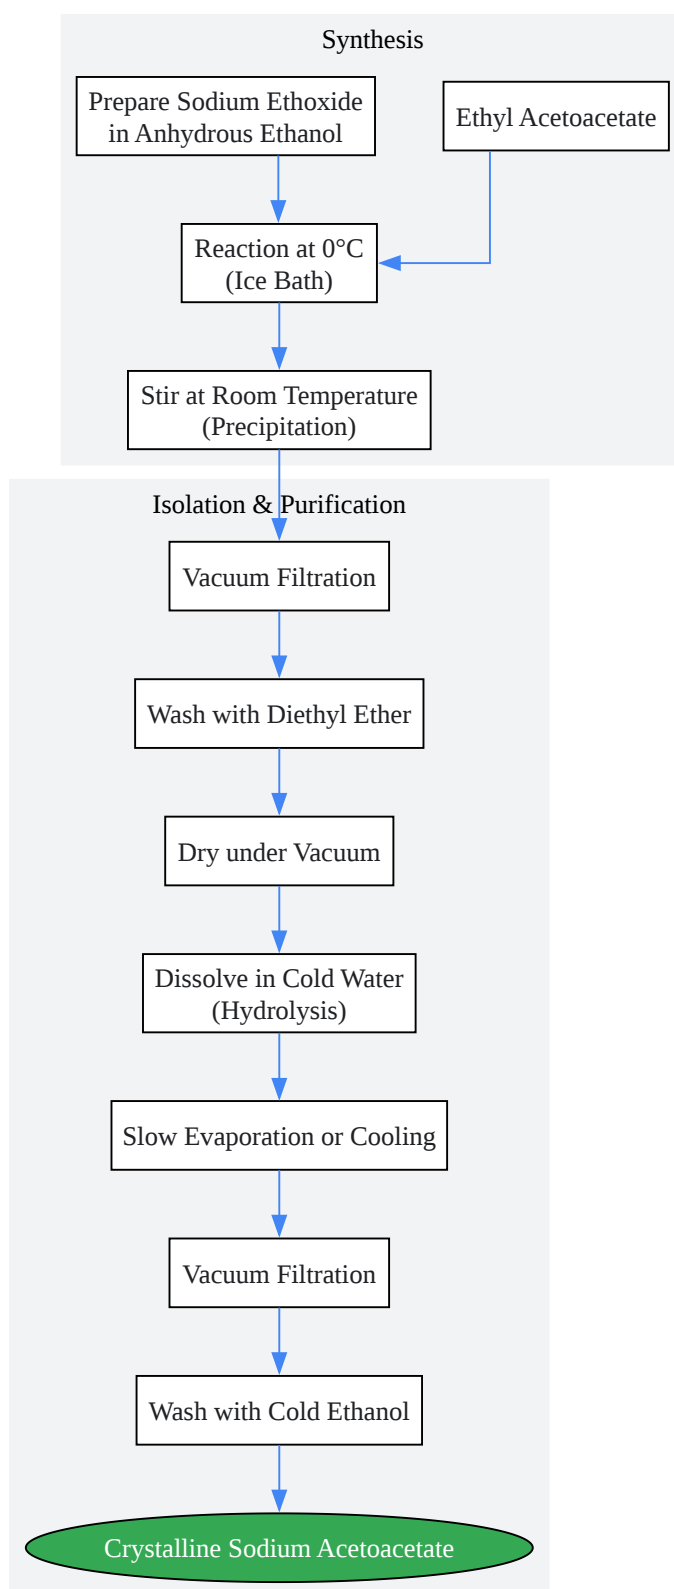 Synthesis
Prepare Sodium Ethoxide
in Anhydrous Ethanol
Ethyl Acetoacetate
Reaction at 0°C
(Ice Bath)
Stir at Room Temperature
(Precipitation)
Isolation & Purification
Vacuum Filtration
Wash with Diethyl Ether
Dry under Vacuum
Dissolve in Cold Water
(Hydrolysis)
Slow Evaporation or Cooling
Vacuum Filtration
Wash with Cold Ethanol
Crystalline Sodium Acetoacetate